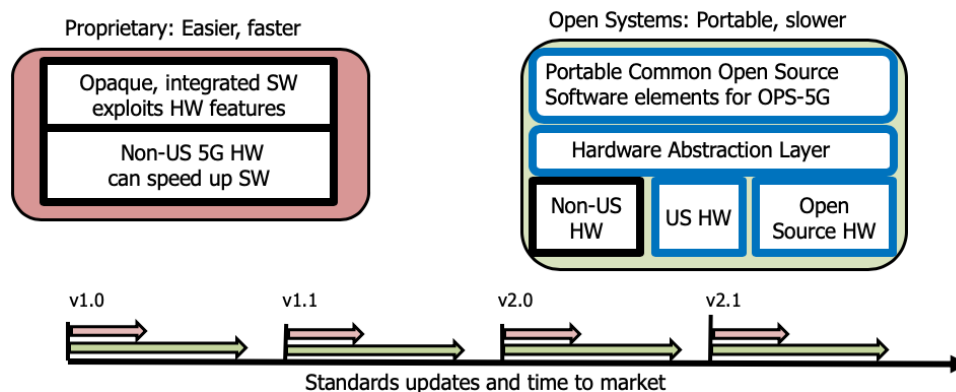 Proprietary: Easier, faster
Opaque, integrated SW
exploits HW features
Non-US 5G HW
can speed up SW
Open Systems: Portable, slower
Portable Common Open Source
Software elements for OPS-5G
Hardware Abstraction Layer
Non-US
HW
US HW
Open
Source HW
v1.0
v1.1
v2.0
v2.1
Standards updates and time to market